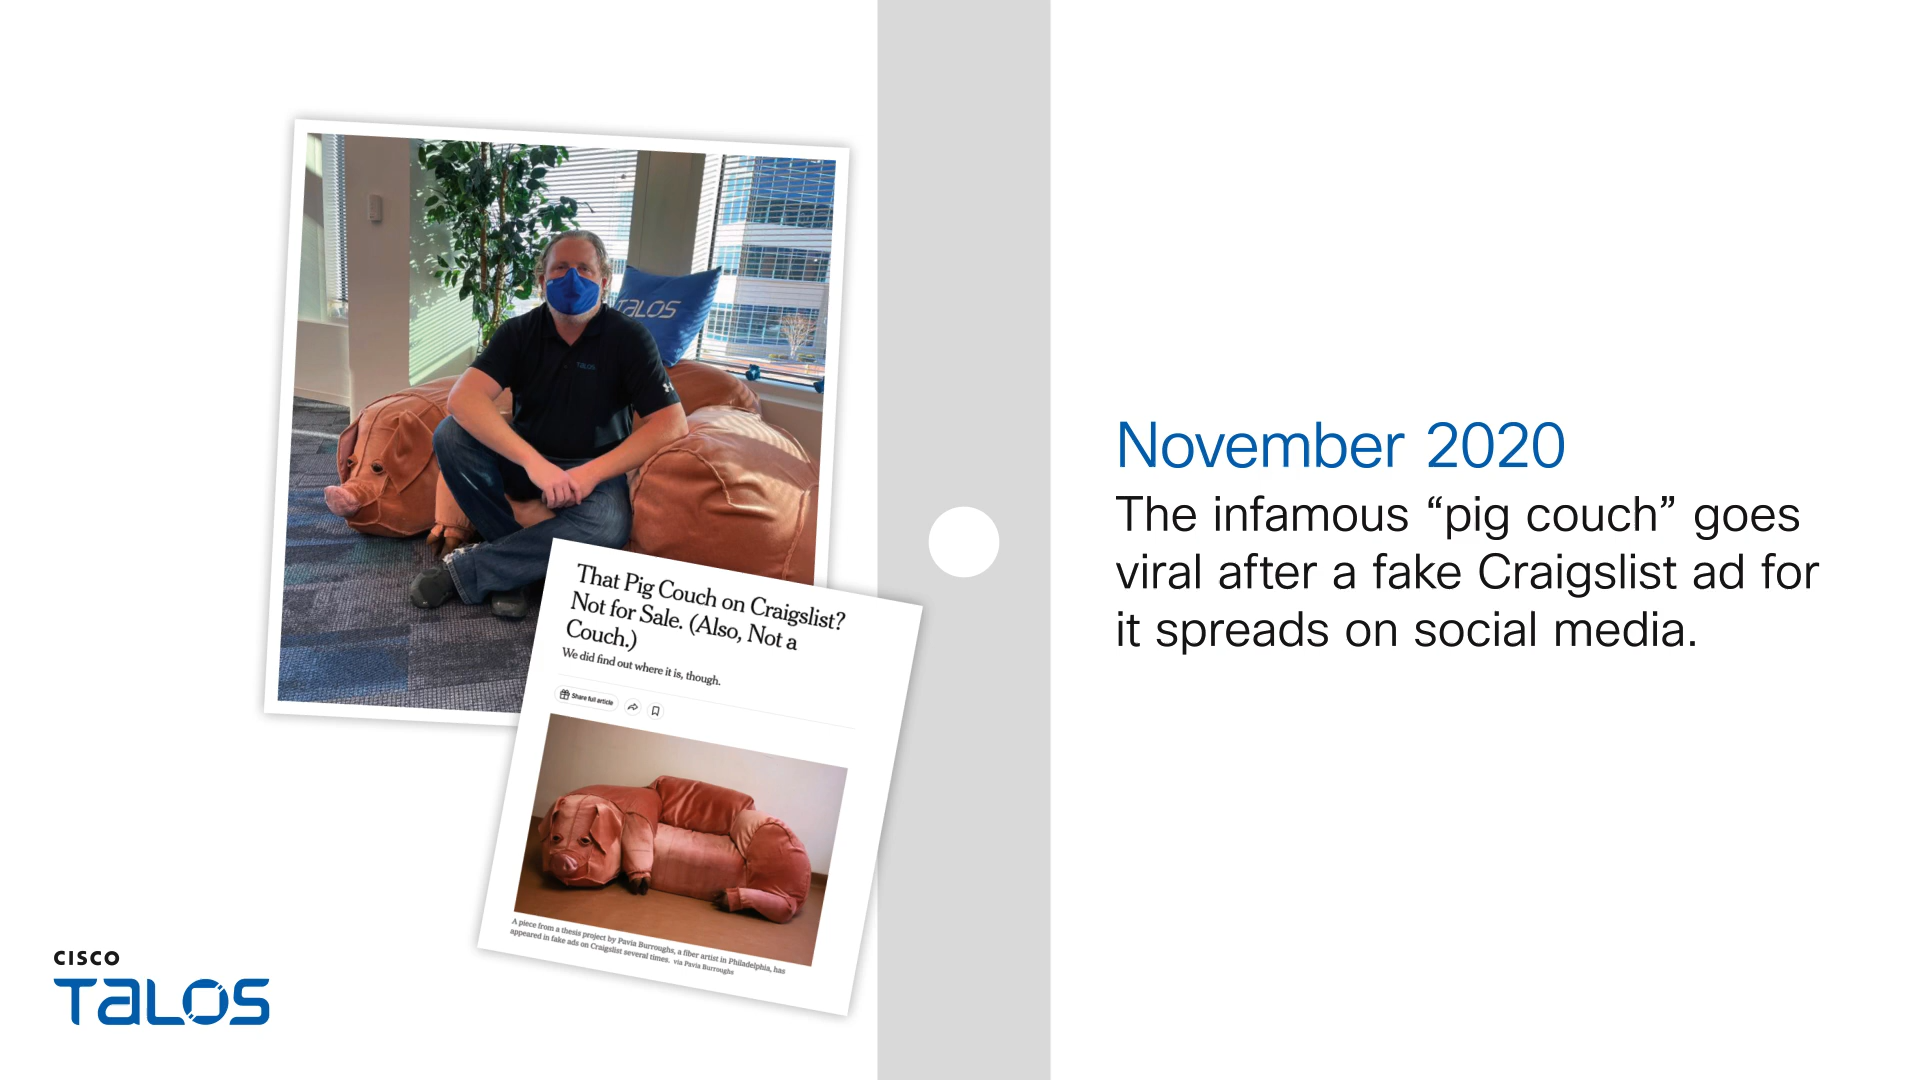 TALOS
TALOS
That Pig Couch on Craigslist?
Not for Sale. (Also, Not a
Couch.)
We did find out where it is, though.
Share full article
A piece from a thesis project by Pavia Burroughs, a fiber artist in Philadelphia, has
appeared in fake ads on Craigslist several times. via Pavia Burroughs
November 2020
The infamous “pig couch” goes
viral after a fake Craigslist ad for
it spreads on social media.
CISCO
TALOS